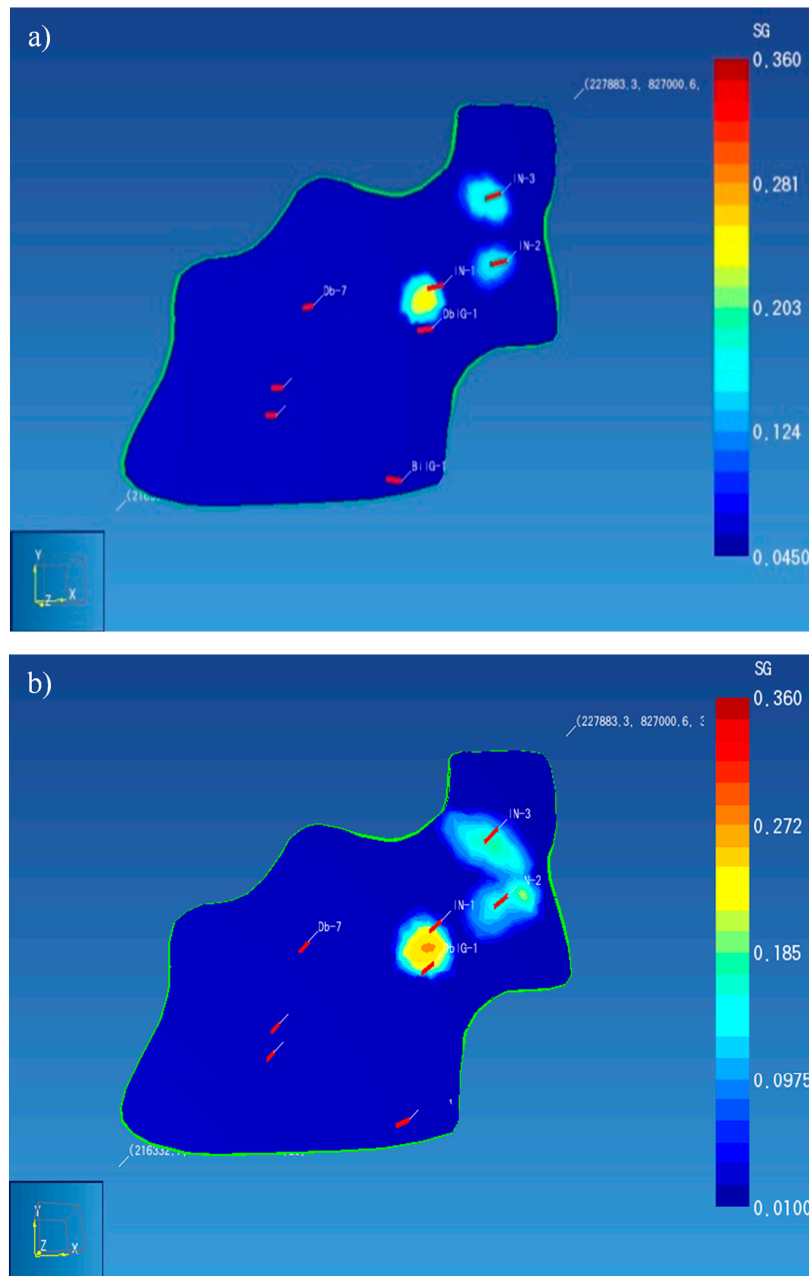 a)
SG
0.360
(227883.3, 827000.6,
IN-3
0.281
IN-2
IN-1
Db-7
DbIG-1
0.203
0.124
BiIG-1
0.0450
Y
Z X
b)
SG
0.360
(227883.3, 827000.6, 3
IN-3
0.272
N-2
IN-1
Db-7
DbIG-1
0.185
0.0975
(216332.
0.0100
Y
Z X